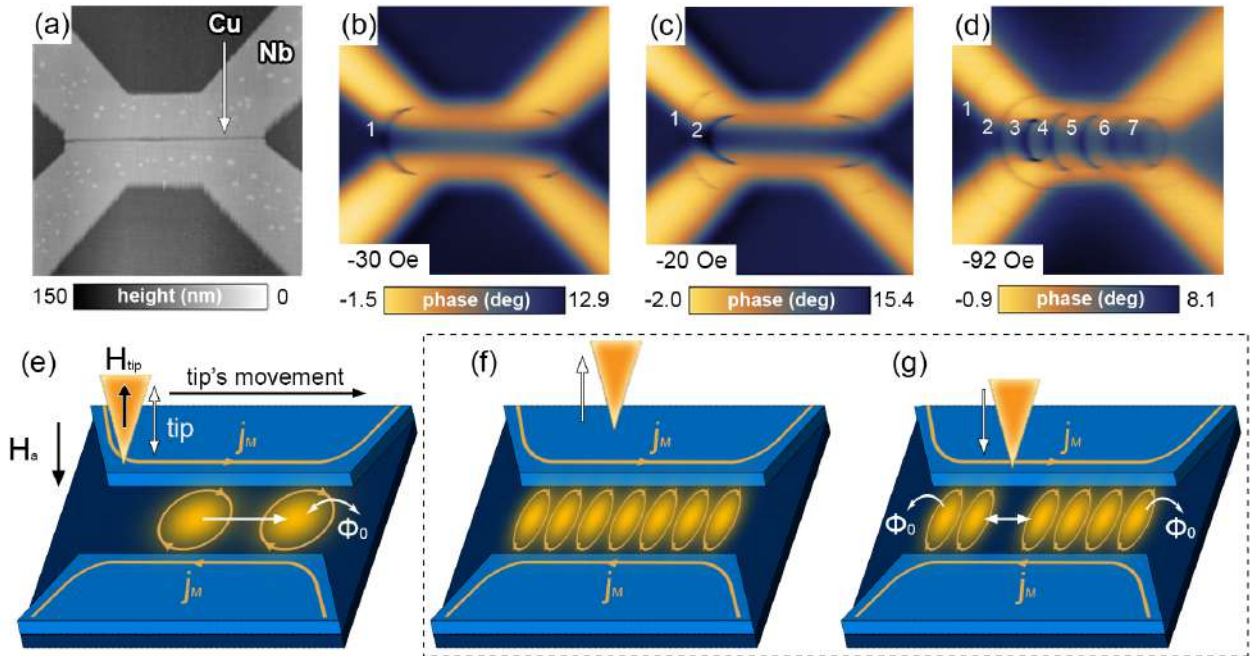 (a)
Cu
Nb
150 height (nm) 0
(b)
1
-30 Oe
-1.5 phase (deg) 12.9
(c)
1
2
-20 Oe
-2.0 phase (deg) 15.4
(d)
1
2 3 4 5 6 7
-92 Oe
-0.9 phase (deg) 8.1
(e)
Htip
tip's movement
tip
Ha
jM
Φ0
jM
(f)
jM
jM
(g)
jM
Φ0
Φ0
jM